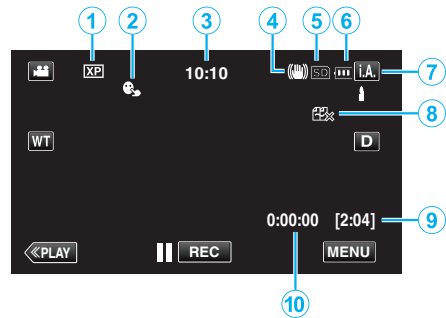 1 2 3 4 5 6
XP 10:10 SD i.A. 7
8
WT D
0:00:00 [2:04] 9
≪PLAY REC MENU
10